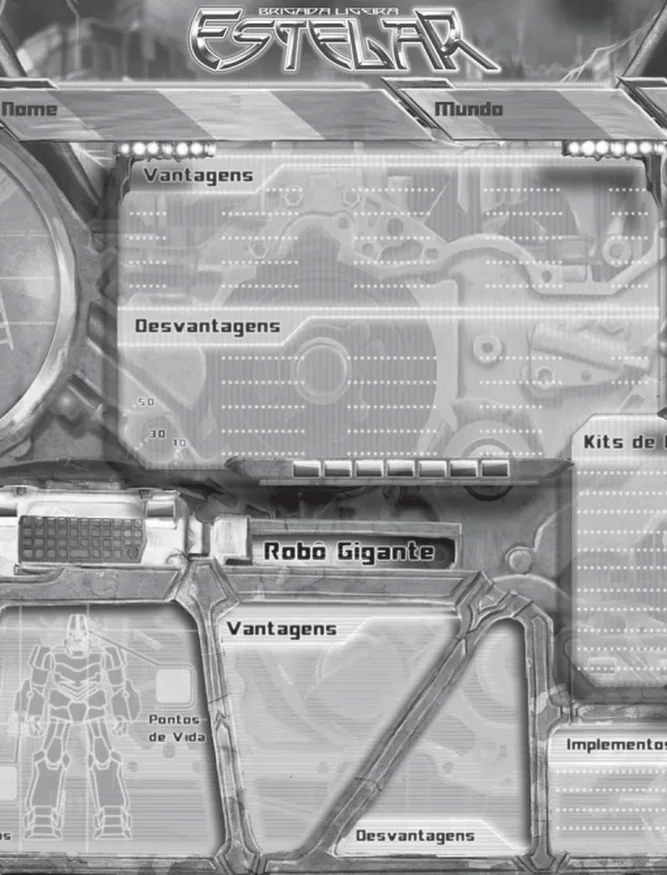 BRIGADA LIGEIRA
ESTELAR
Nome
Mundo
Vantagens
Desvantagens
50
30
10
Kits de
Robô Gigante
Vantagens
Pontos
de Vida
Implementos
Desvantagens